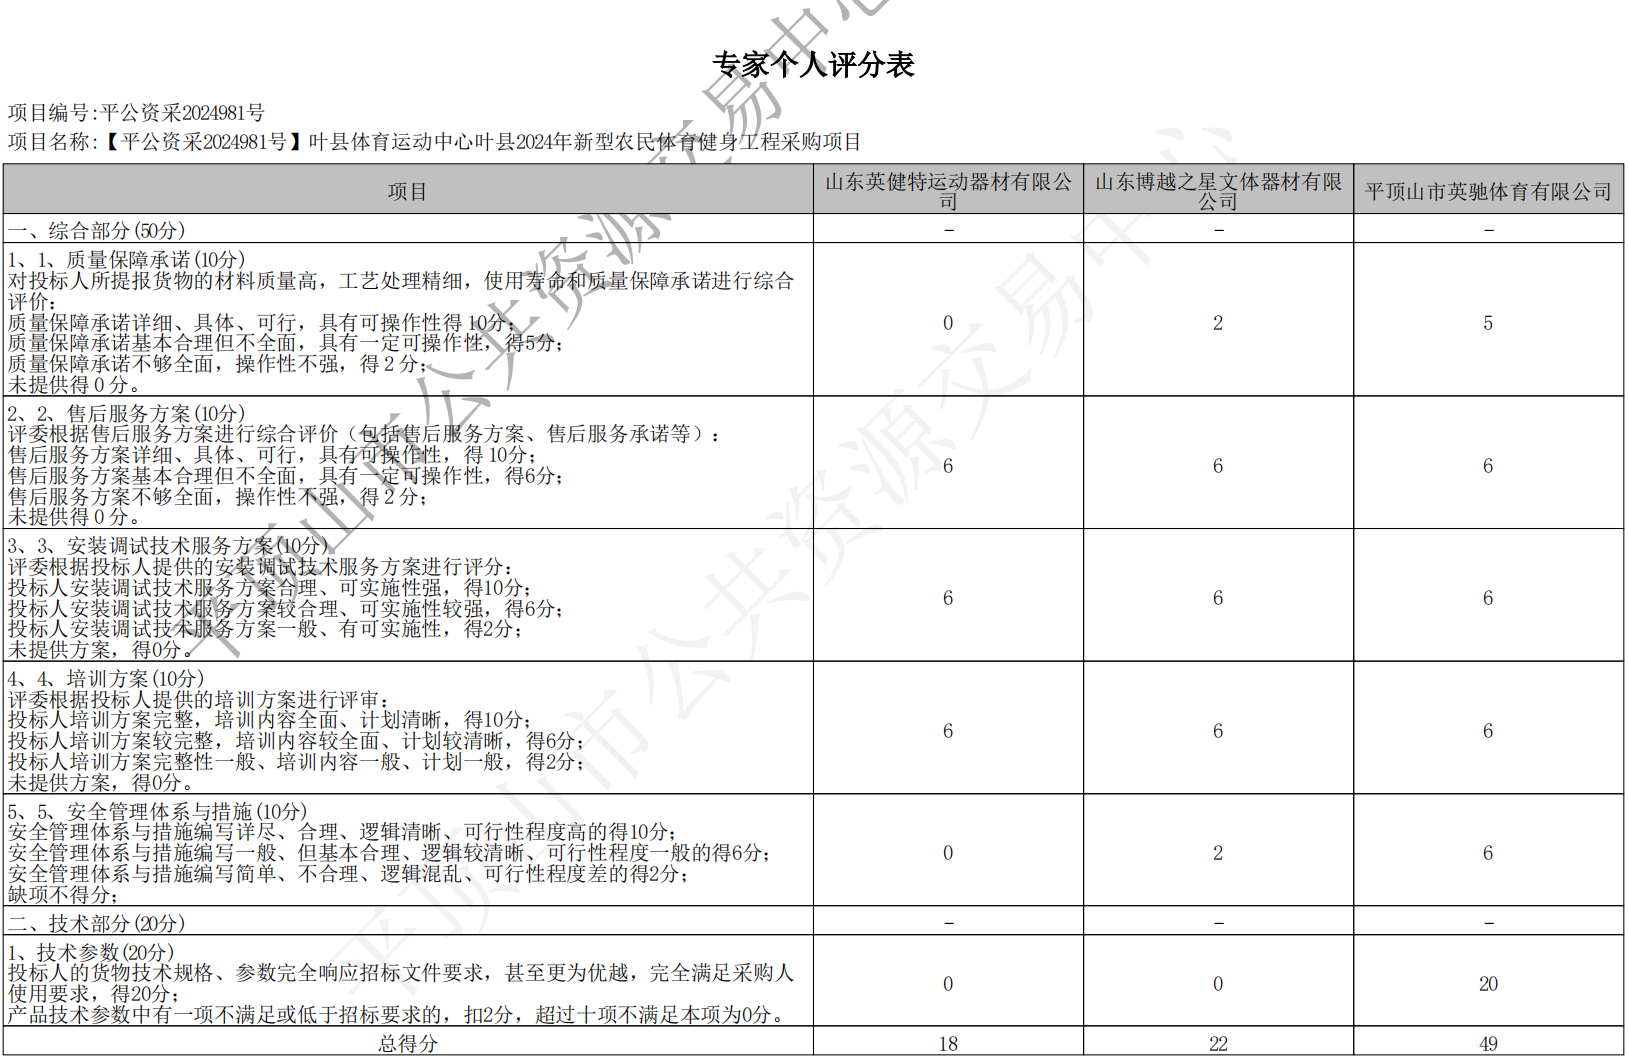 专家个人评分表
项目编号:平公资采2024981号
项目名称:【平公资采2024981号】叶县体育运动中心叶县2024年新型农民体育健身工程采购项目
项目 山东英健特运动器材有限公司 山东博越之星文体器材有限公司 平顶山市英驰体育有限公司
一、综合部分(50分) - - -
1、1、质量保障承诺(10分)
对投标人所提报货物的材料质量高，工艺处理精细，使用寿命和质量保障承诺进行综合
评价：
质量保障承诺详细、具体、可行，具有可操作性得 10分；
质量保障承诺基本合理但不全面，具有一定可操作性，得5分；
质量保障承诺不够全面，操作性不强，得 2 分；
未提供得 0 分。
0 2 5
2、2、售后服务方案(10分)
评委根据售后服务方案进行综合评价（包括售后服务方案、售后服务承诺等）：
售后服务方案详细、具体、可行，具有可操作性，得 10分；
售后服务方案基本合理但不全面，具有一定可操作性，得6分；
售后服务方案不够全面，操作性不强，得 2 分；
未提供得 0 分。
6 6 6
3、3、安装调试技术服务方案(10分)
评委根据投标人提供的安装调试技术服务方案进行评分：
投标人安装调试技术服务方案合理、可实施性强，得10分；
投标人安装调试技术服务方案较合理、可实施性较强，得6分；
投标人安装调试技术服务方案一般、有可实施性，得2分；
未提供方案，得0分。
6 6 6
4、4、培训方案(10分)
评委根据投标人提供的培训方案进行评审：
投标人培训方案完整，培训内容全面、计划清晰，得10分；
投标人培训方案较完整，培训内容较全面、计划较清晰，得6分；
投标人培训方案完整性一般、培训内容一般、计划一般，得2分；
未提供方案，得0分。
6 6 6
5、5、安全管理体系与措施(10分)
安全管理体系与措施编写详尽、合理、逻辑清晰、可行性程度高的得10分；
安全管理体系与措施编写一般、但基本合理、逻辑较清晰、可行性程度一般的得6分；
安全管理体系与措施编写简单、不合理、逻辑混乱、可行性程度差的得2分；
缺项不得分；
0 2 6
二、技术部分(20分) - - -
1、技术参数(20分)
投标人的货物技术规格、参数完全响应招标文件要求，甚至更为优越，完全满足采购人
使用要求，得20分；
产品技术参数中有一项不满足或低于招标要求的，扣2分，超过十项不满足本项为0分。
0 0 20
总得分 18 22 49
平顶山市公共资源交易中心
平顶山市公共资源交易中心